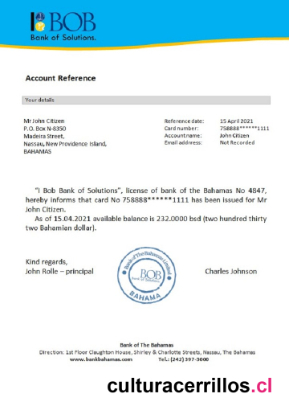 I BOB
Bank of Solutions.
Account Reference
Your details
Mr John Citizen
P.O. Box N-6350
Madeira Street,
Nassau, New Providence Island,
BAHAMAS
Reference date: 15 April 2021
Card number: 758888******1111
Accountname: John Citizen
Email address: Not Recorded
"I Bob Bank of Solutions", license of bank of the Bahamas No 4847,
hereby informs that card No 758888******1111 has been issued for Mr
John Citizen.
As of 15.04.2021 available balance is 232.0000 bsd (two hundred thirty
two Bahamian dollar).
Kind regards,
John Rolle – principal
Charles Johnson
BOB
BAHAMA
Bank of The Bahamas
Direction: 1st Floor Claughton House, Shirley & Charlotte Streets, Nassau, The Bahamas
www.bankbahamas.com Tel.: (242) 397-3000
culturacerrillos.cl